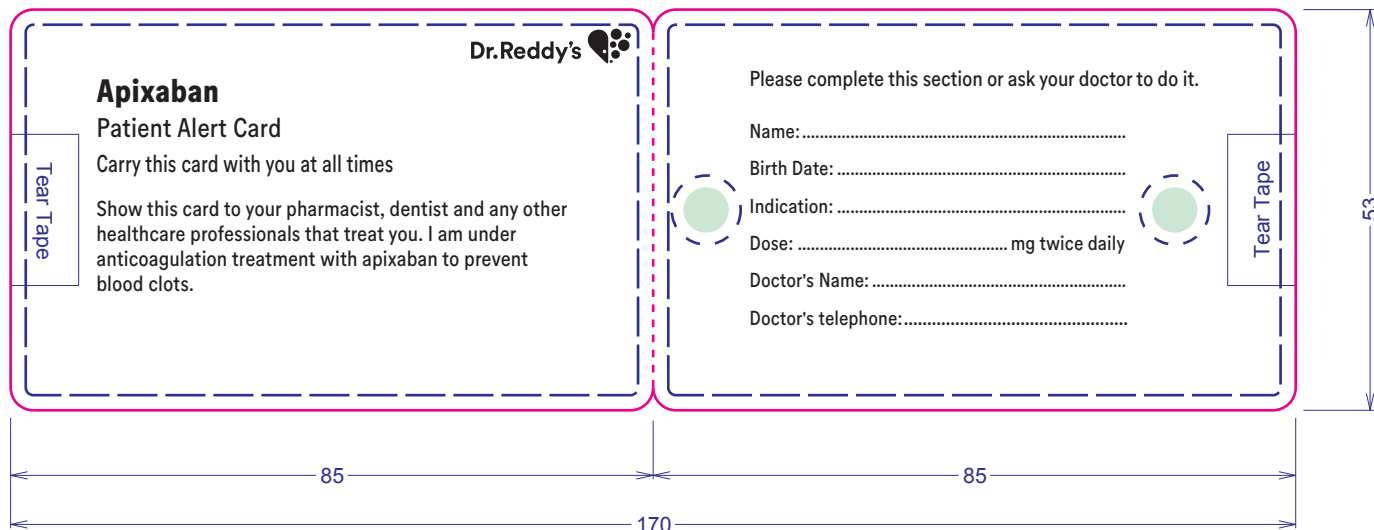 Dr.Reddy's
Apixaban
Patient Alert Card
Carry this card with you at all times
Show this card to your pharmacist, dentist and any other
healthcare professionals that treat you. I am under
anticoagulation treatment with apixaban to prevent
blood clots.
Tear Tape
Please complete this section or ask your doctor to do it.
Name:......................................................................................
Birth Date: .............................................................................
Indication: .............................................................................
Dose: ........................................................ mg twice daily
Doctor's Name: ....................................................................
Doctor's telephone:............................................................
Tear Tape
53
85
85
170